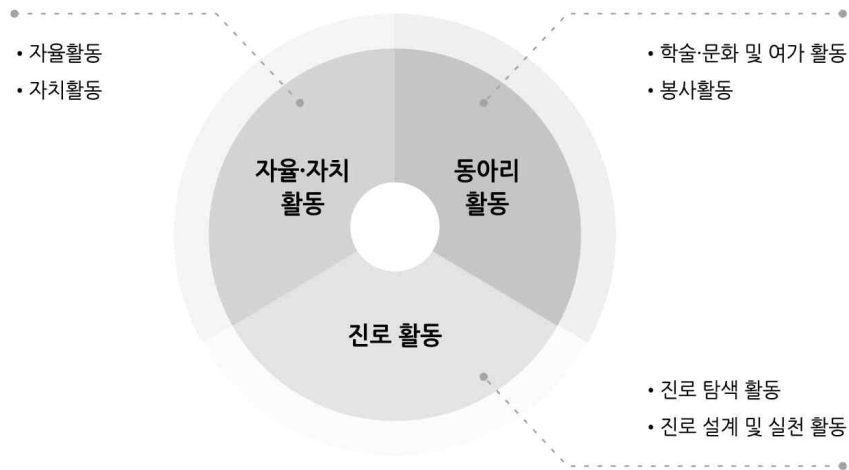 • 자율활동
• 자치활동
• 학술·문화 및 여가 활동
• 봉사활동
자율·자치
활동
동아리
활동
진로 활동
• 진로 탐색 활동
• 진로 설계 및 실천 활동